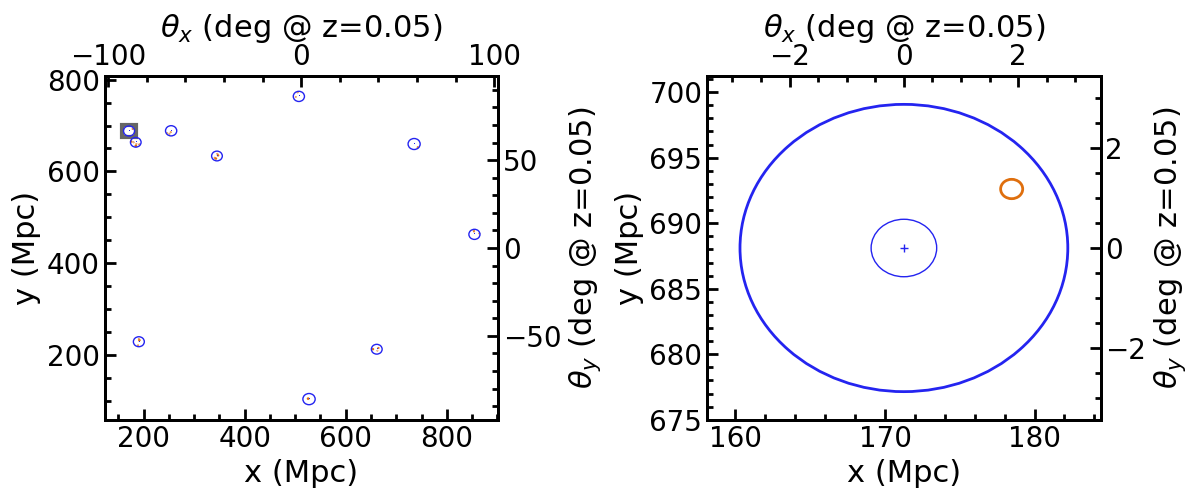 θx (deg @ z=0.05)
−100 0 100
800
600
400
200
y (Mpc)
50
0
−50
θy (deg @ z=0.05)
200 400 600 800
x (Mpc)
θx (deg @ z=0.05)
−2 0 2
700
695
690
685
680
675
y (Mpc)
2
0
−2
θy (deg @ z=0.05)
160 170 180
x (Mpc)